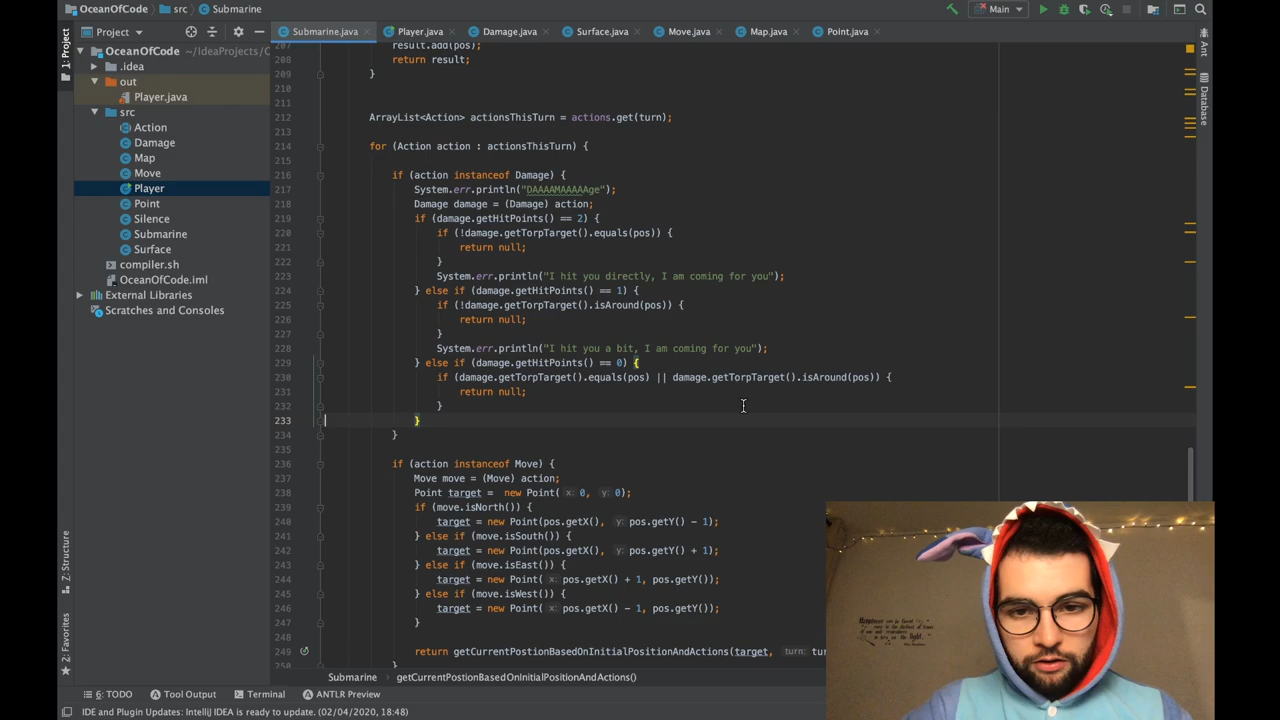 OceanOfCode
src
Submarine
Main
Project
Submarine.java
Player.java
Damage.java
Surface.java
Move.java
Map.java
Point.java
1: Project
Ant
Database
OceanOfCode ~/IdeaProjects/O
.idea
out
Player.java
src
Action
Damage
Map
Move
Player
Point
Silence
Submarine
Surface
compiler.sh
OceanOfCode.iml
External Libraries
Scratches and Consoles
207 result.add(pos);
208 return result;
209 }
210
211
212 ArrayList<Action> actionsThisTurn = actions.get(turn);
213
214 for (Action action : actionsThisTurn) {
215
216 if (action instanceof Damage) {
217 System.err.println("DAAAAMAAAAAge");
218 Damage damage = (Damage) action;
219 if (damage.getHitPoints() == 2) {
220 if (!damage.getTorpTarget().equals(pos)) {
221 return null;
222 }
223 System.err.println("I hit you directly, I am coming for you");
224 } else if (damage.getHitPoints() == 1) {
225 if (!damage.getTorpTarget().isAround(pos)) {
226 return null;
227 }
228 System.err.println("I hit you a bit, I am coming for you");
229 } else if (damage.getHitPoints() == 0) {
230 if (damage.getTorpTarget().equals(pos) || damage.getTorpTarget().isAround(pos)) {
231 return null;
232 }
233 }
234 }
235
236 if (action instanceof Move) {
237 Move move = (Move) action;
238 Point target = new Point( x: 0, y: 0);
239 if (move.isNorth()) {
240 target = new Point(pos.getX(), y: pos.getY() - 1);
241 } else if (move.isSouth()) {
242 target = new Point(pos.getX(), y: pos.getY() + 1);
243 } else if (move.isEast()) {
244 target = new Point( x: pos.getX() + 1, pos.getY());
245 } else if (move.isWest()) {
246 target = new Point( x: pos.getX() - 1, pos.getY());
247 }
248
249 return getCurrentPostionBasedOnInitialPositionAndActions(target, turn: tur
250 }
Z: Structure
2: Favorites
Submarine
getCurrentPostionBasedOnInitialPositionAndActions()
6: TODO
Tool Output
Terminal
ANTLR Preview
IDE and Plugin Updates: IntelliJ IDEA is ready to update. (02/04/2020, 18:48)